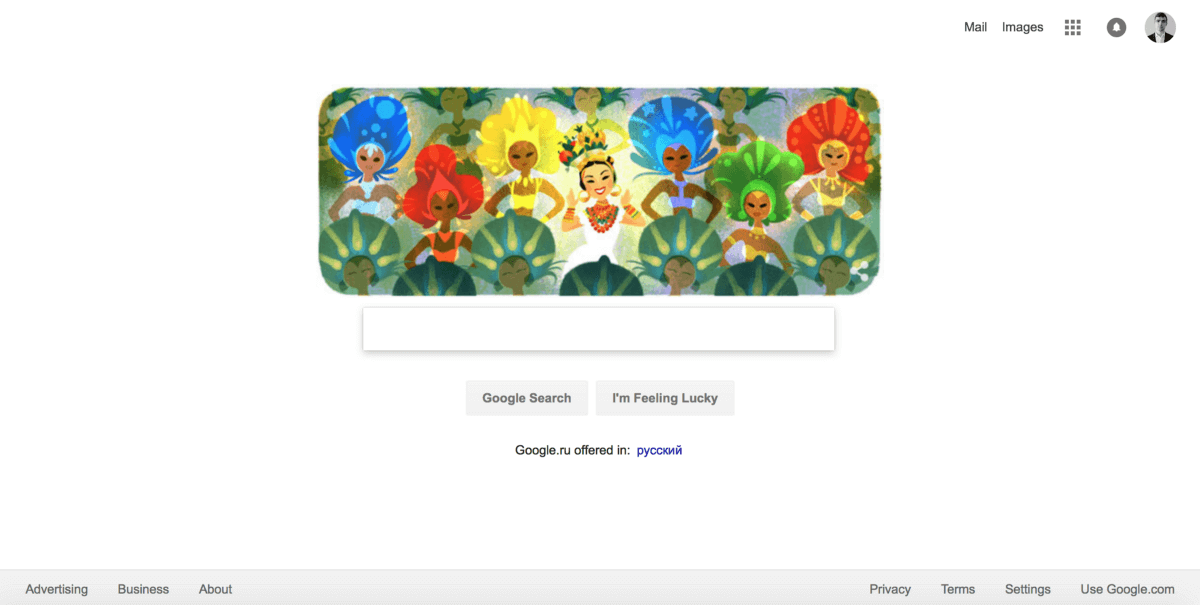 Mail Images
Google Search I'm Feeling Lucky
Google.ru offered in: русский
Advertising Business About Privacy Terms Settings Use Google.com